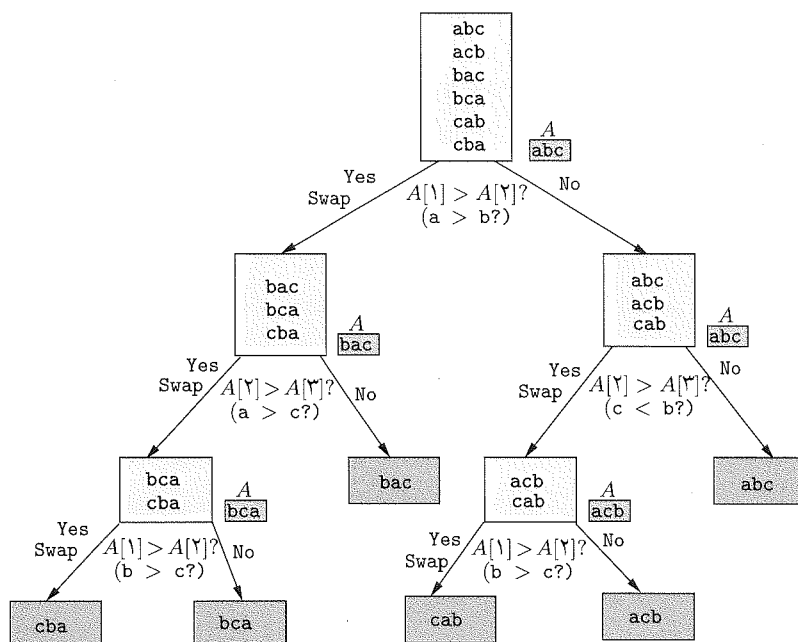 abc
acb
bac
bca
cab
cba
A
abc
Yes
Swap
A[۱] > A[۲]?
(a > b?)
No
bac
bca
cba
A
bac
abc
acb
cab
A
abc
Yes
Swap
A[۲] > A[۳]?
(a > c?)
No
Yes
Swap
A[۲] > A[۳]?
(c < b?)
No
bca
cba
A
bca
bac
acb
cab
A
acb
abc
Yes
Swap
A[۱] > A[۲]?
(b > c?)
No
Yes
Swap
A[۱] > A[۲]?
(b > c?)
No
cba
bca
cab
acb